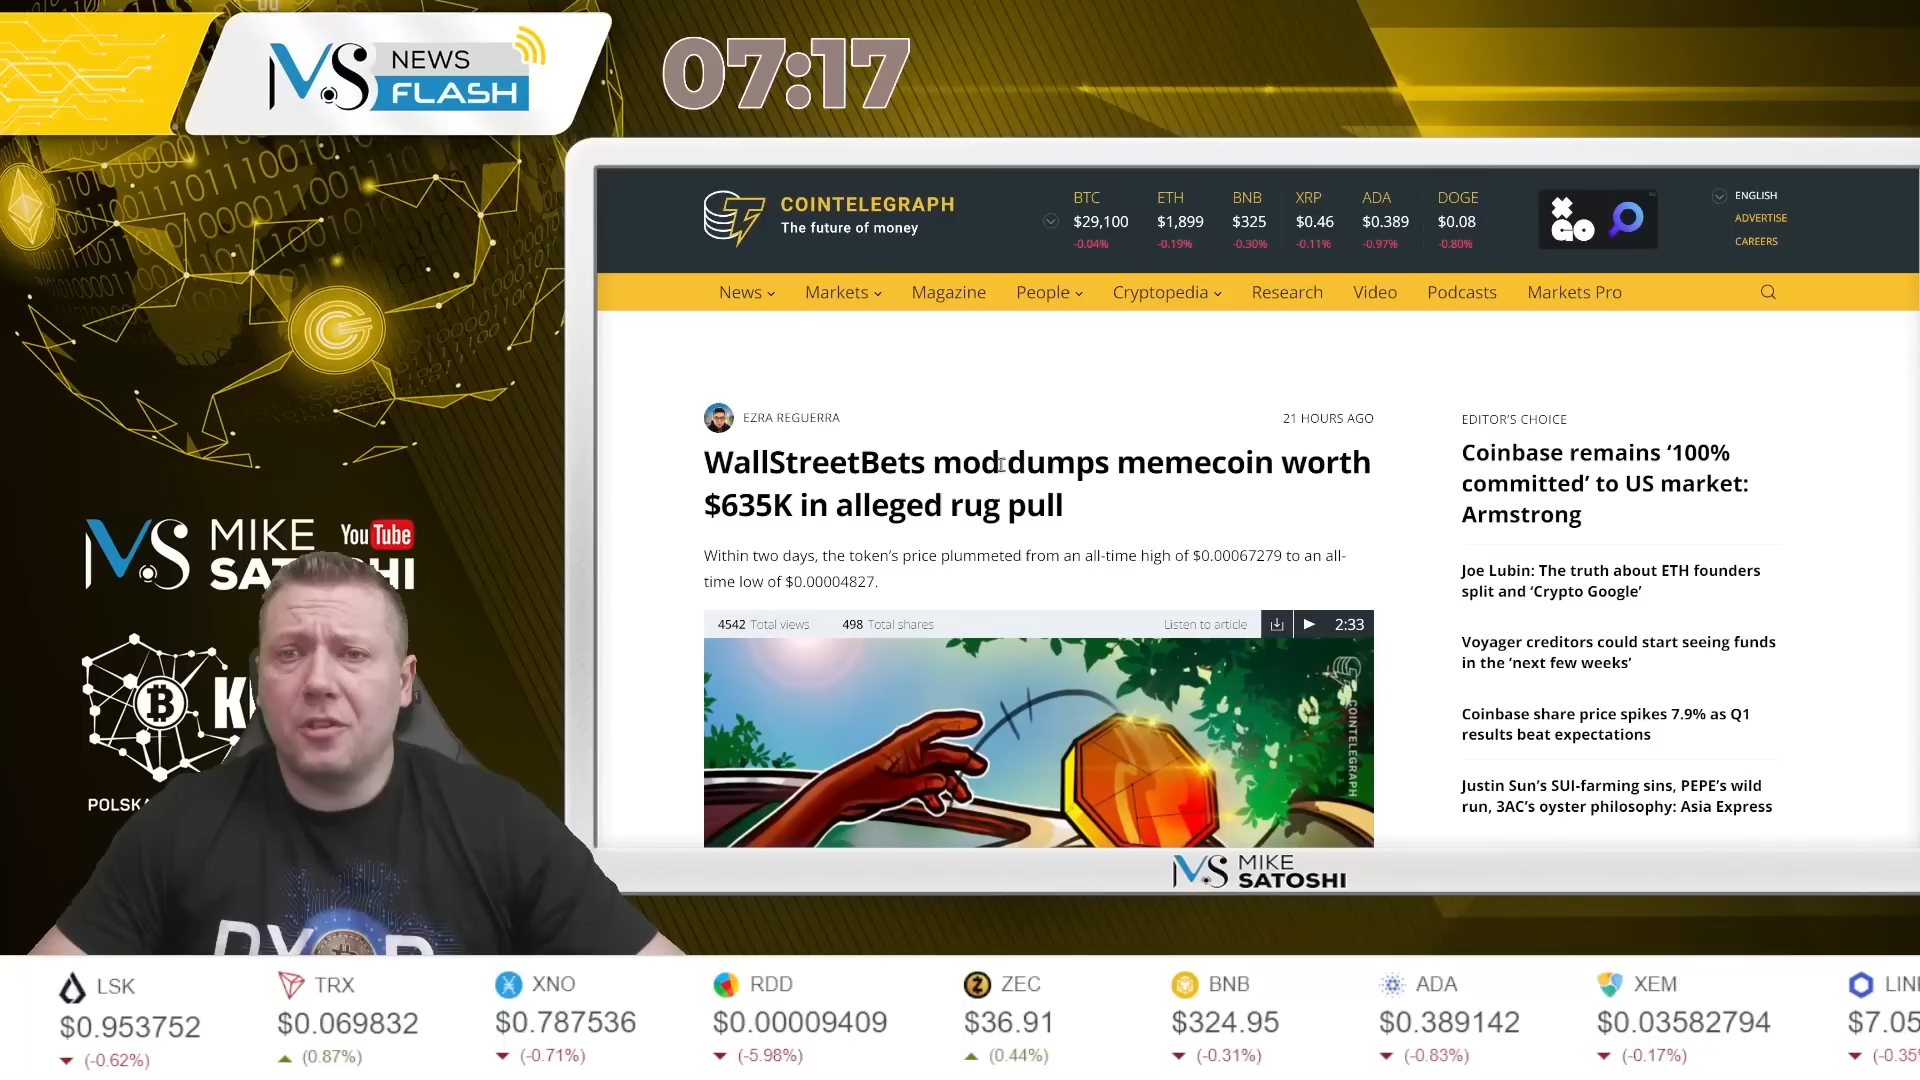 NEWS
FLASH
07:17
COINTELEGRAPH
The future of money
BTC
$29,100
-0.04%
ETH
$1,899
-0.19%
BNB
$325
-0.30%
XRP
$0.46
-0.11%
ADA
$0.389
-0.97%
DOGE
$0.08
-0.80%
ENGLISH
ADVERTISE
CAREERS
News
Markets
Magazine
People
Cryptopedia
Research
Video
Podcasts
Markets Pro
EZRA REGUERRA
21 HOURS AGO
WallStreetBets mod dumps memecoin worth
$635K in alleged rug pull
Within two days, the token’s price plummeted from an all-time high of $0.00067279 to an all-
time low of $0.00004827.
4542 Total views
498 Total shares
Listen to article
2:33
COINTELEGRAPH
EDITOR’S CHOICE
Coinbase remains ‘100%
committed’ to US market:
Armstrong
Joe Lubin: The truth about ETH founders
split and ‘Crypto Google’
Voyager creditors could start seeing funds
in the ‘next few weeks’
Coinbase share price spikes 7.9% as Q1
results beat expectations
Justin Sun’s SUI-farming sins, PEPE’s wild
run, 3AC’s oyster philosophy: Asia Express
MS MIKE
SATOSHI
MS MIKE
YouTube
POLSKA
LSK
$0.953752
(-0.62%)
TRX
$0.069832
(0.87%)
XNO
$0.787536
(-0.71%)
RDD
$0.00009409
(-5.98%)
ZEC
$36.91
(0.44%)
BNB
$324.95
(-0.31%)
ADA
$0.389142
(-0.83%)
XEM
$0.03582794
(-0.17%)